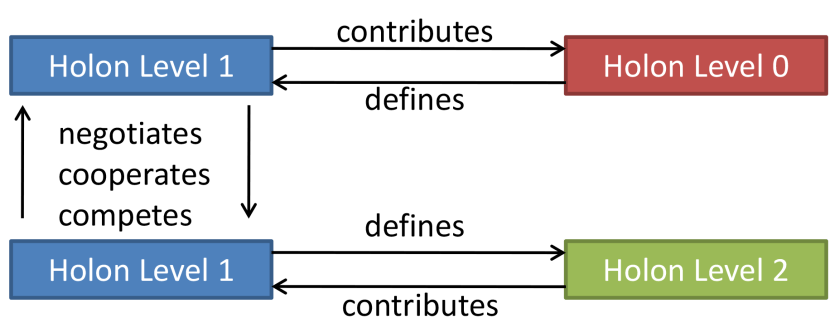 contributes
Holon Level 1
Holon Level 0
defines
negotiates
cooperates
competes
defines
Holon Level 1
Holon Level 2
contributes